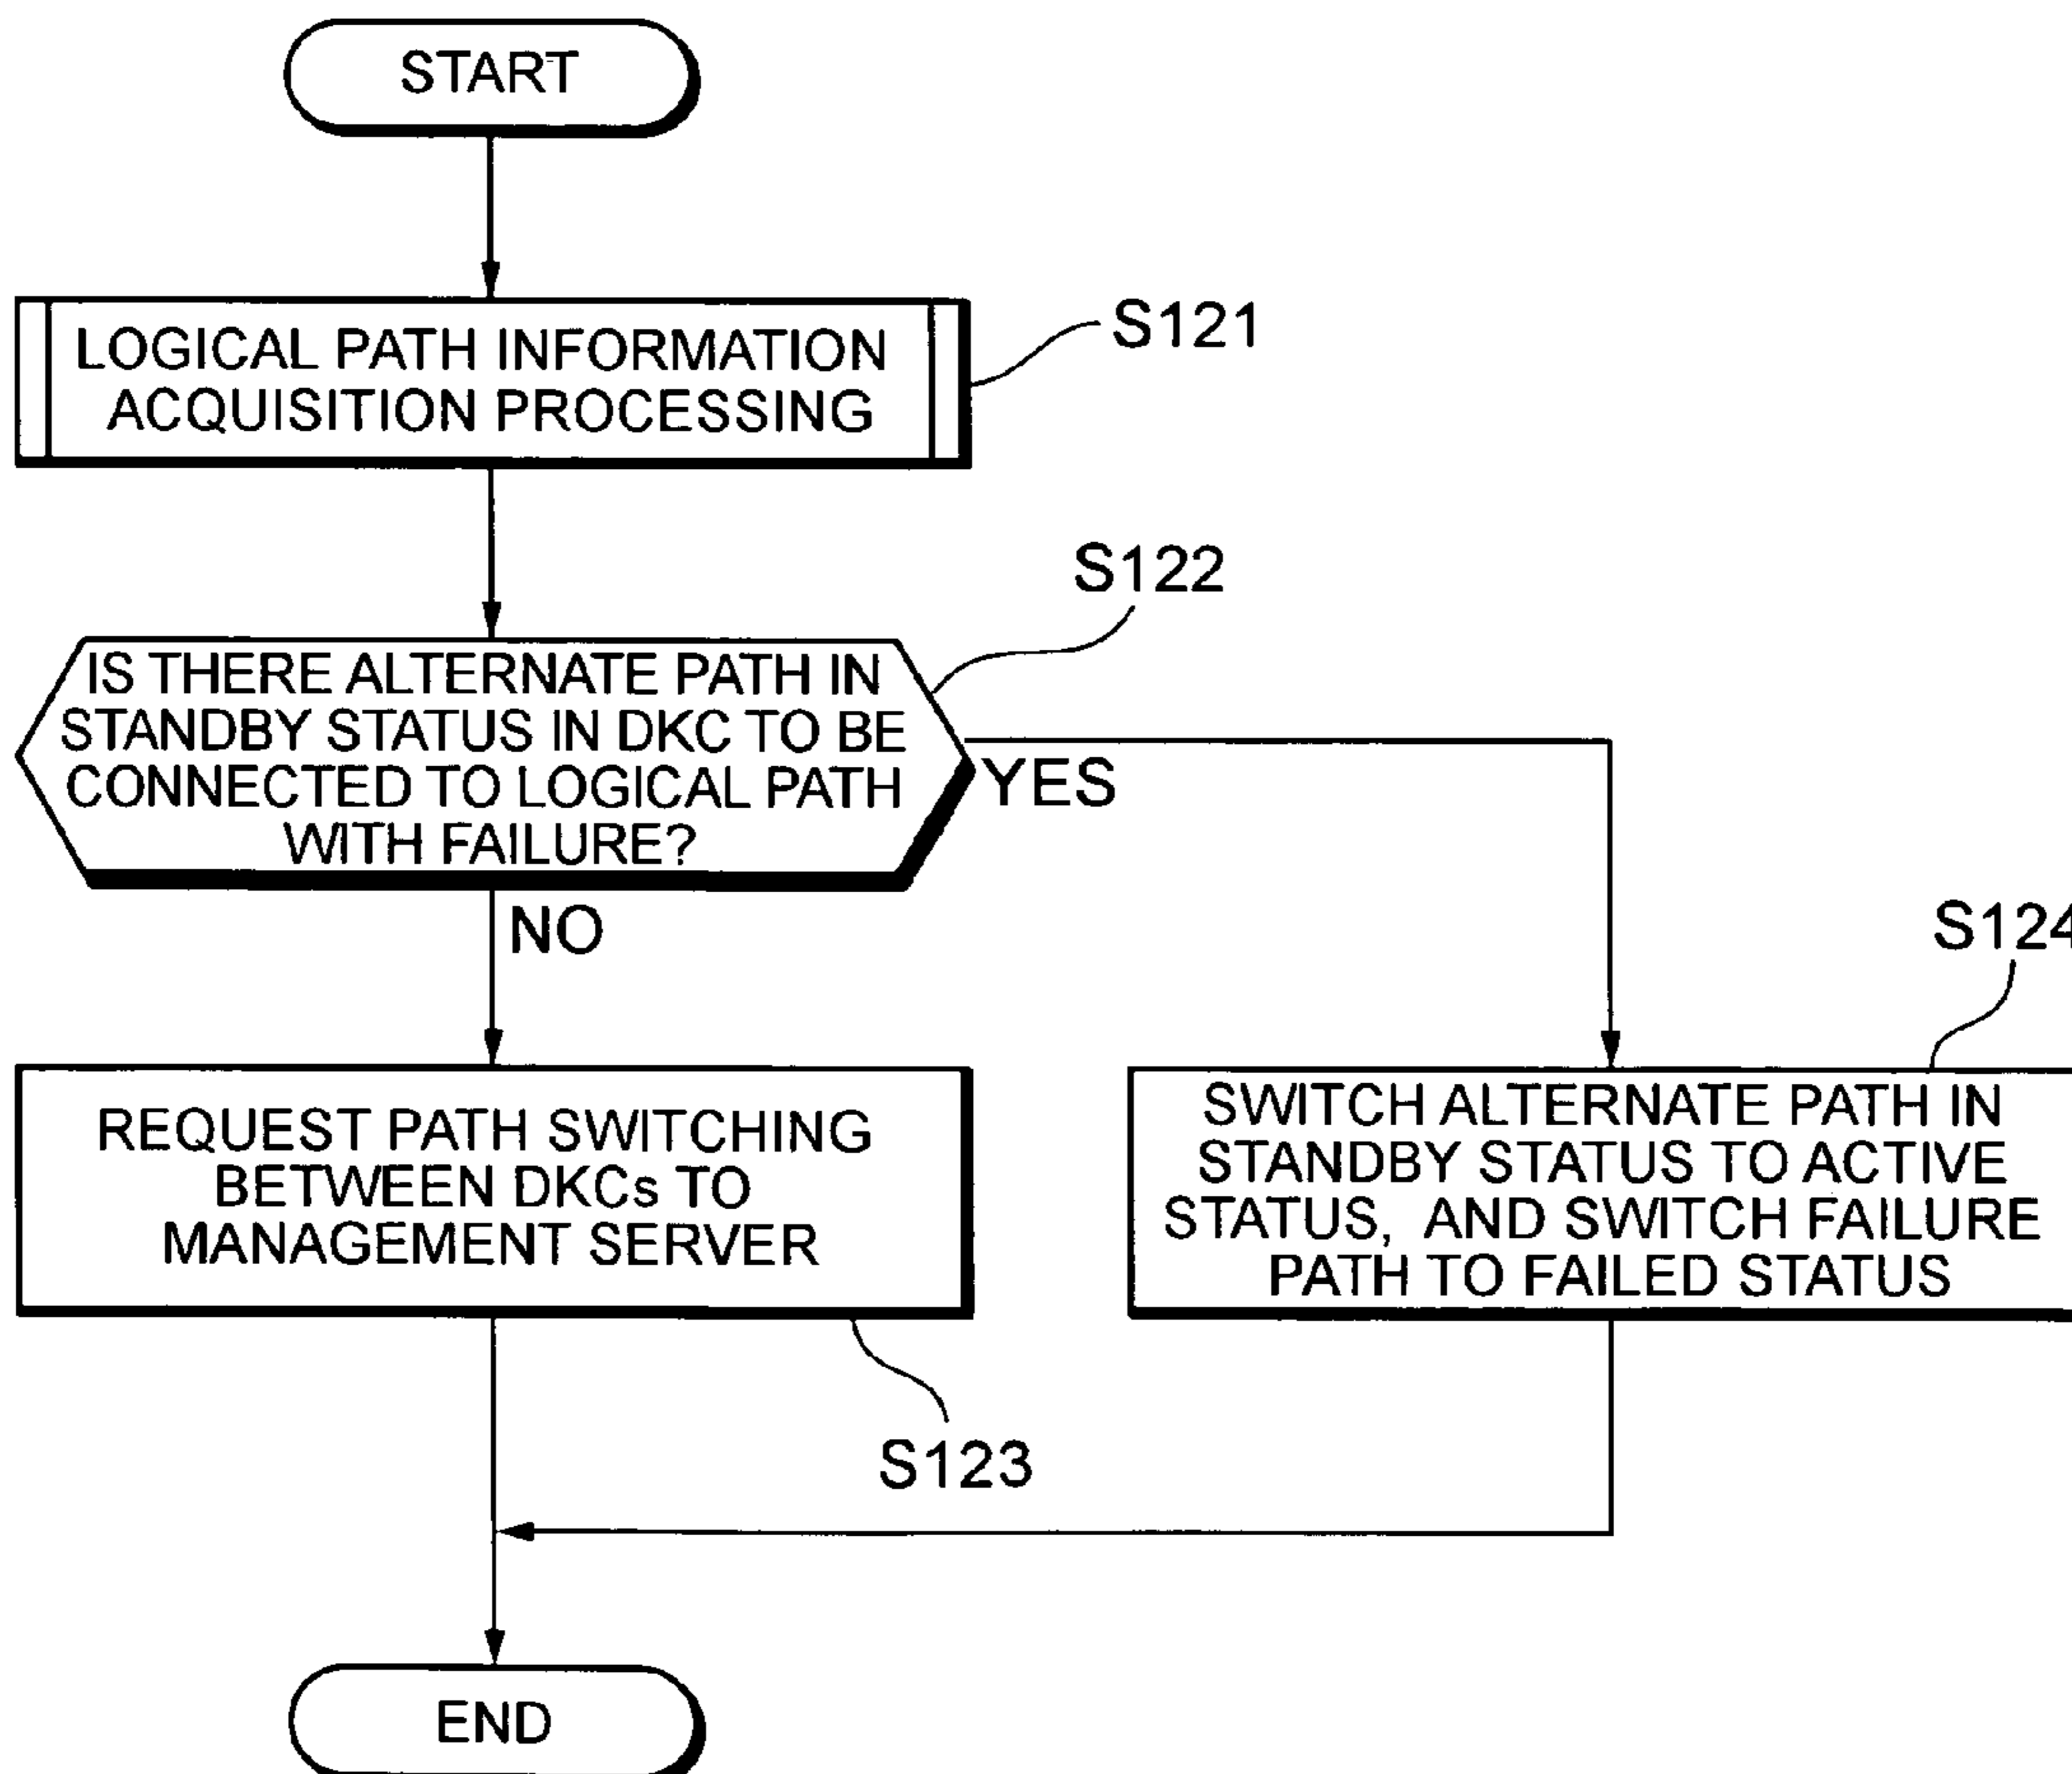 START
LOGICAL PATH INFORMATION
ACQUISITION PROCESSING
S121
S122
IS THERE ALTERNATE PATH IN
STANDBY STATUS IN DKC TO BE
CONNECTED TO LOGICAL PATH
WITH FAILURE?
YES
NO
S124
REQUEST PATH SWITCHING
BETWEEN DKCs TO
MANAGEMENT SERVER
SWITCH ALTERNATE PATH IN
STANDBY STATUS TO ACTIVE
STATUS, AND SWITCH FAILURE
PATH TO FAILED STATUS
S123
END